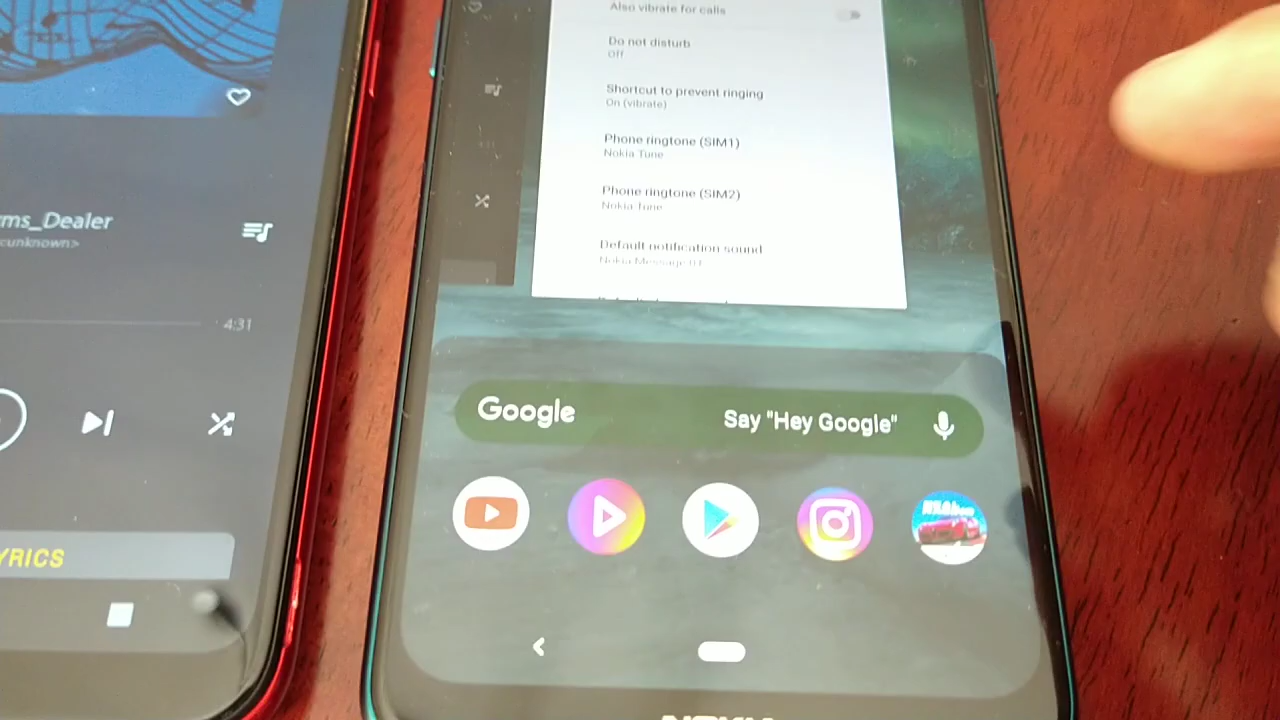 Also vibrate for calls
Do not disturb
Off
Shortcut to prevent ringing
On (vibrate)
Phone ringtone (SIM1)
Nokia Tune
Phone ringtone (SIM2)
Nokia Tune
Default notification sound
Nokia Message 01
ms_Dealer
<unknown>
4:31
YRICS
Google
Say "Hey Google"
NOKIA